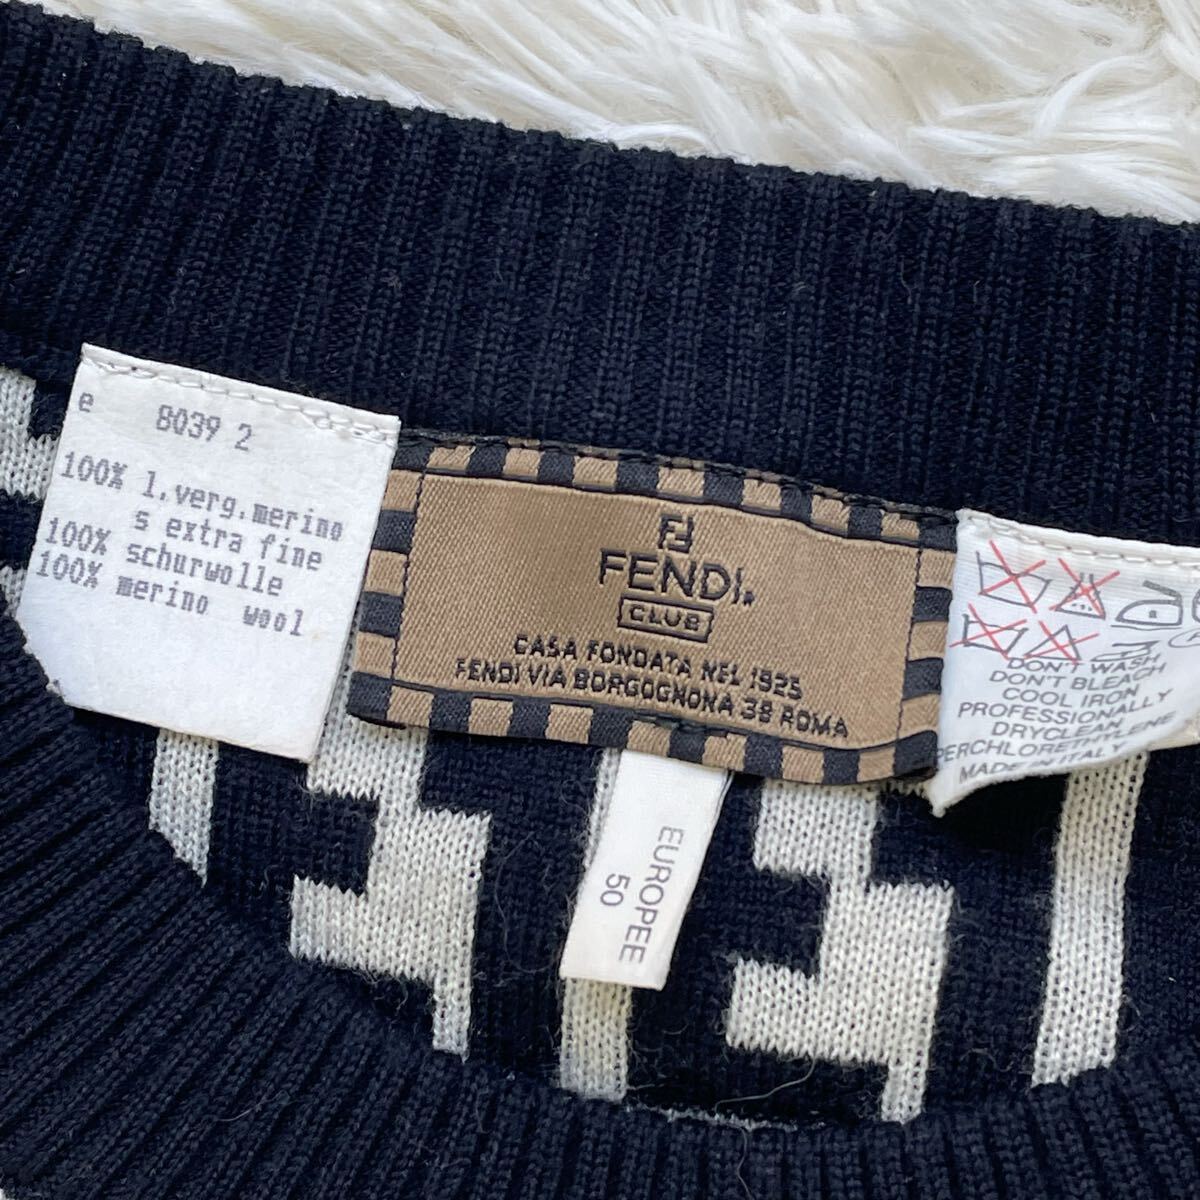 e 8039 2
100% l.verg.merino
s extra fine
100% schurwolle
100% merino wool
FENDI
CLUB
CASA FONDATA NEL 1925
FENDI VIA BORGOGNONA 38 ROMA
EUROPEE
50
DON'T WASH
DON'T BLEACH
COOL IRON
PROFESSIONALLY
DRYCLEAN
PERCHLORETHYLENE
MADE IN ITALY